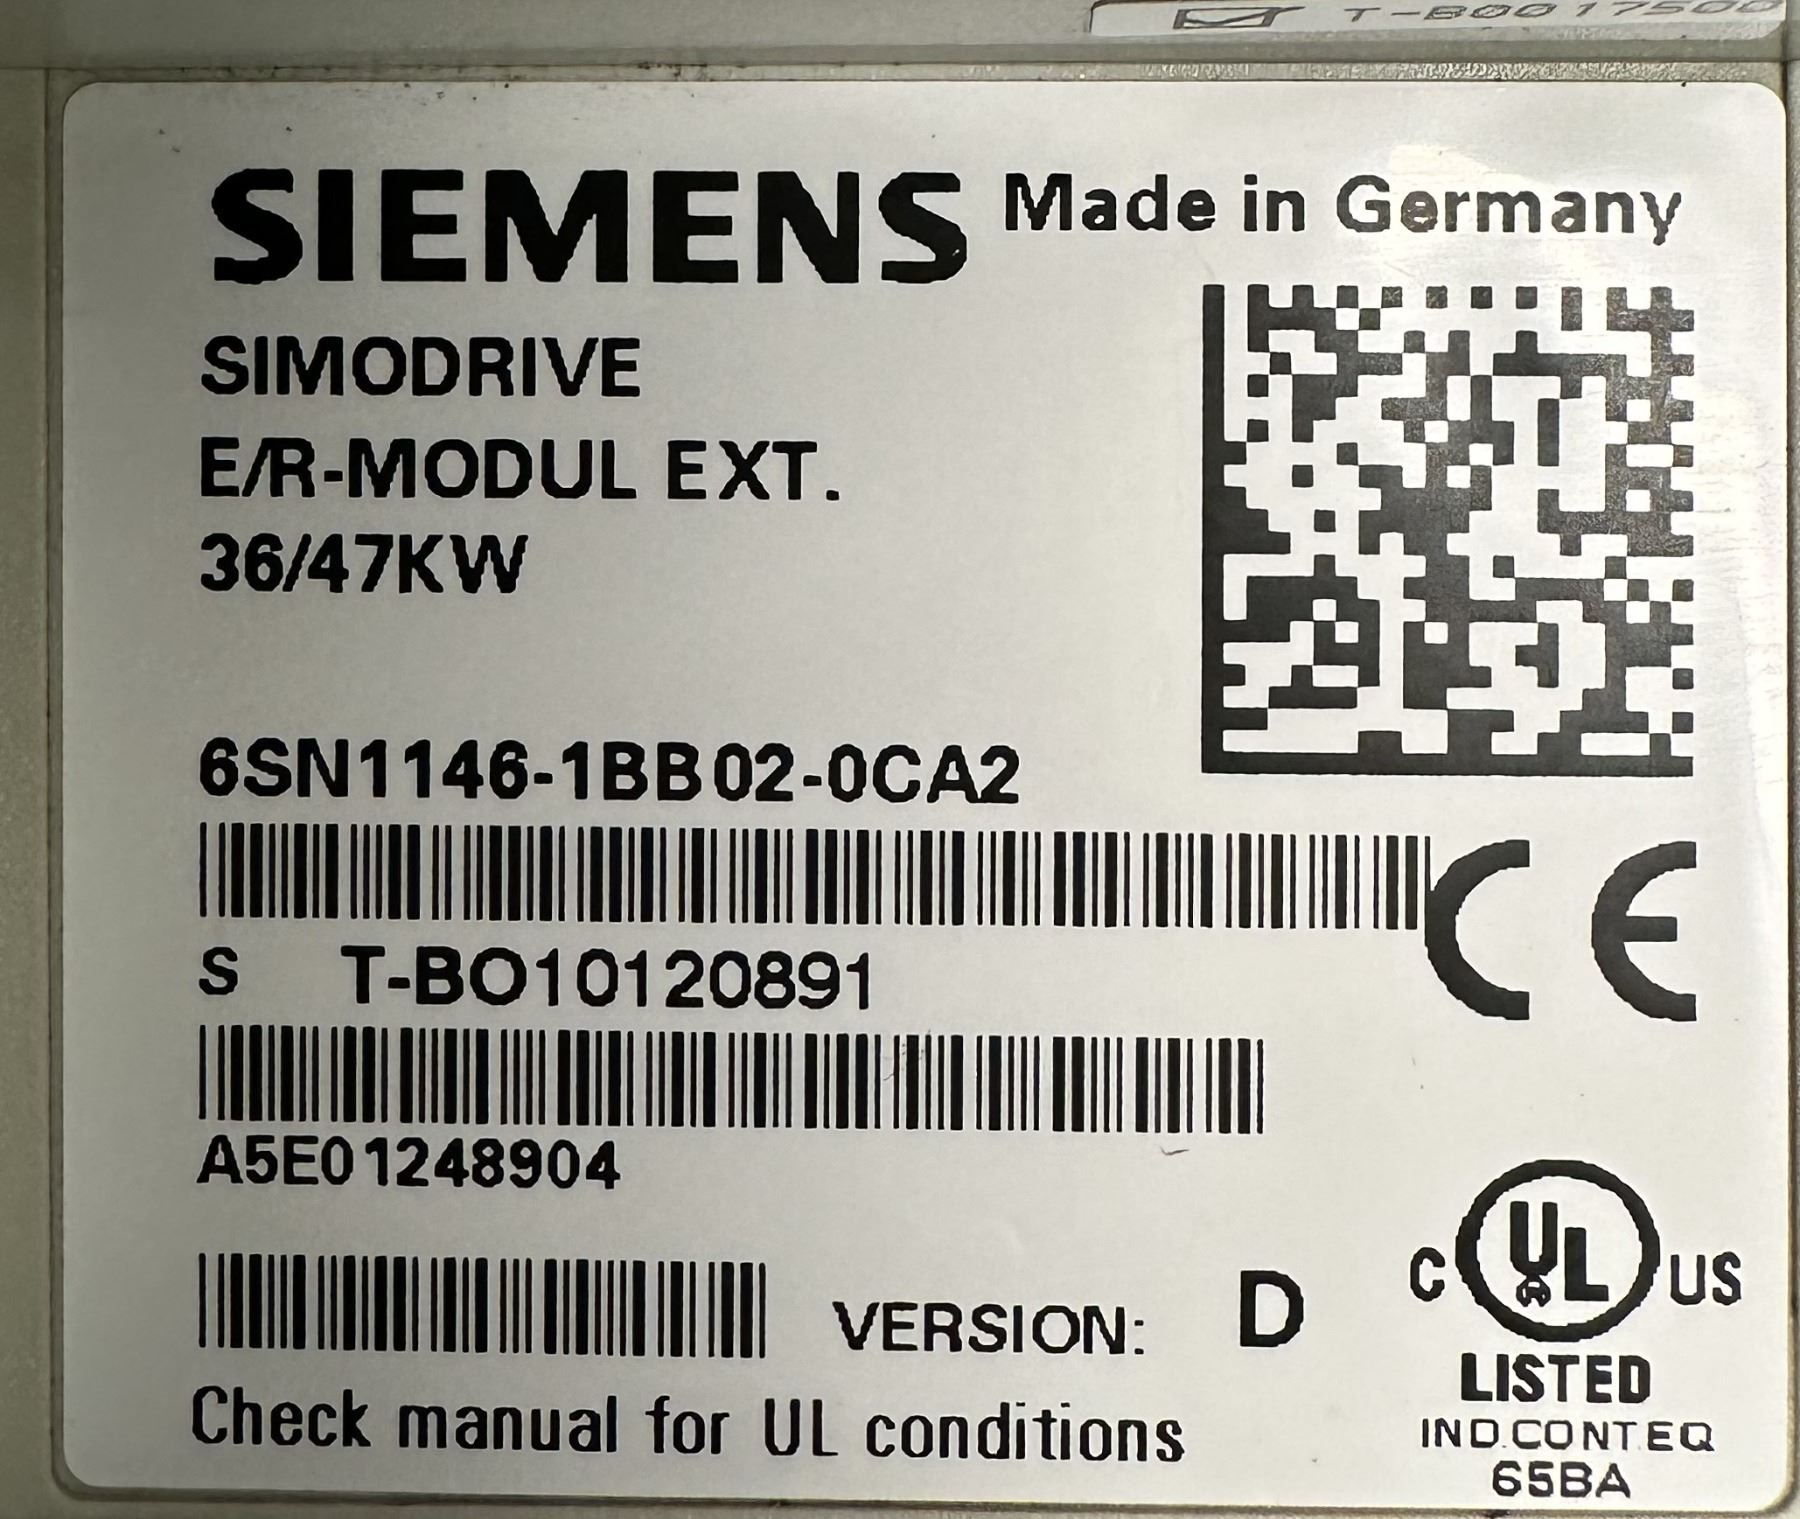 T-B0017500
SIEMENS Made in Germany
SIMODRIVE
E/R-MODUL EXT.
36/47KW
6SN1146-1BB02-0CA2
CE
S T-BO10120891
A5E01248904
VERSION: D
C UL US
LISTED
IND.CONT.EQ
65BA
Check manual for UL conditions